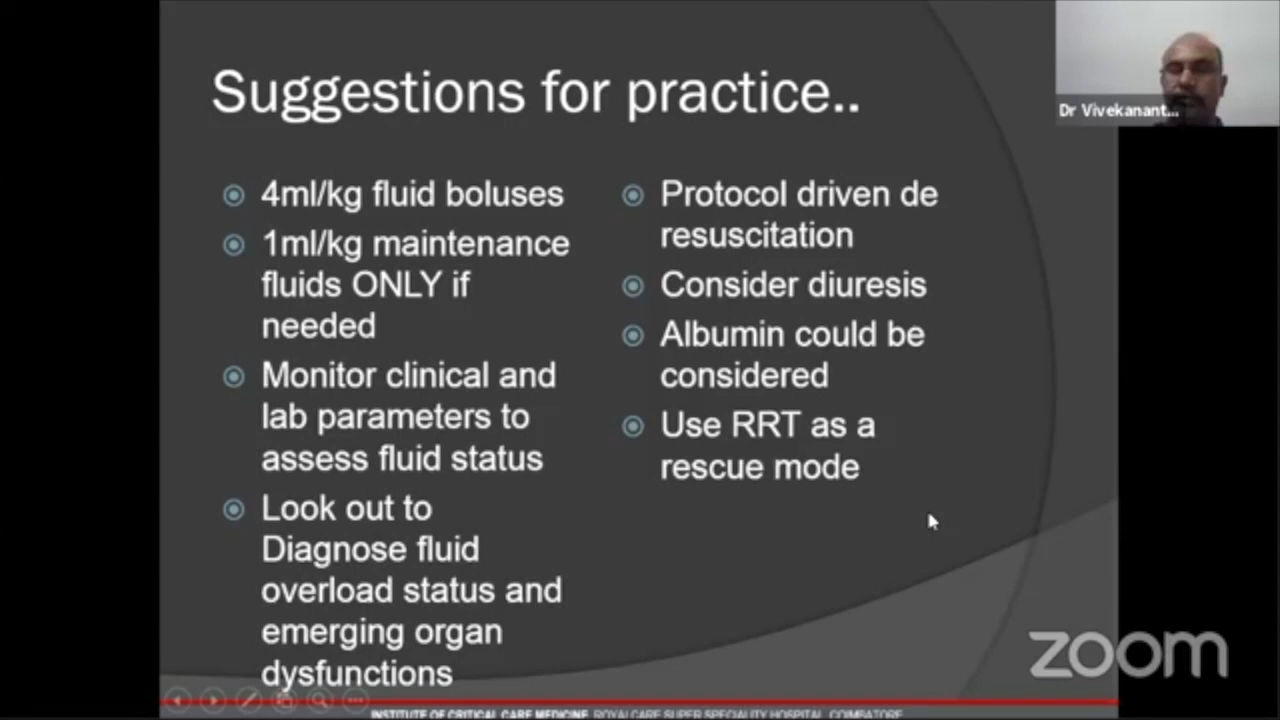 Suggestions for practice..
4ml/kg fluid boluses
1ml/kg maintenance
fluids ONLY if
needed
Monitor clinical and
lab parameters to
assess fluid status
Look out to
Diagnose fluid
overload status and
emerging organ
dysfunctions
Protocol driven de
resuscitation
Consider diuresis
Albumin could be
considered
Use RRT as a
rescue mode
Dr Vivekanant...
zoom
INSTITUTE OF CRITICAL CARE MEDICINE, ROYALCARE SUPER SPECIALITY HOSPITAL, COIMBATORE